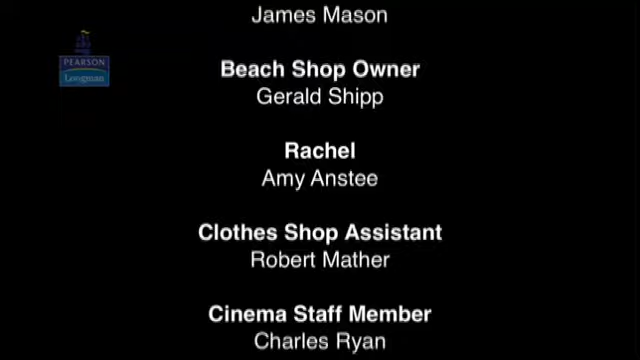 James Mason
PEARSON
Longman
Beach Shop Owner
Gerald Shipp
Rachel
Amy Anstee
Clothes Shop Assistant
Robert Mather
Cinema Staff Member
Charles Ryan